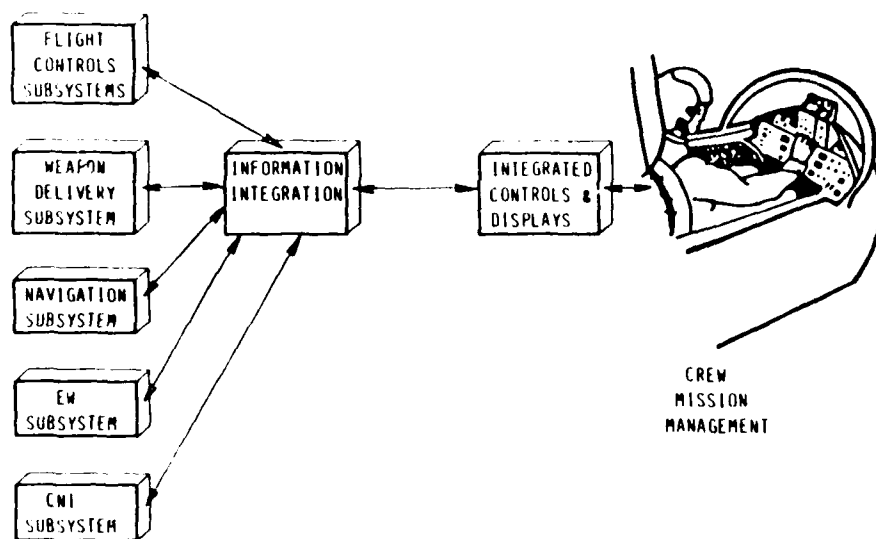 FLIGHT
CONTROLS
SUBSYSTEMS
WEAPON
DELIVERY
SUBSYSTEM
NAVIGATION
SUBSYSTEM
EW
SUBSYSTEM
CNI
SUBSYSTEM
INFORMATION
INTEGRATION
INTEGRATED
CONTROLS &
DISPLAYS
CREW
MISSION
MANAGEMENT